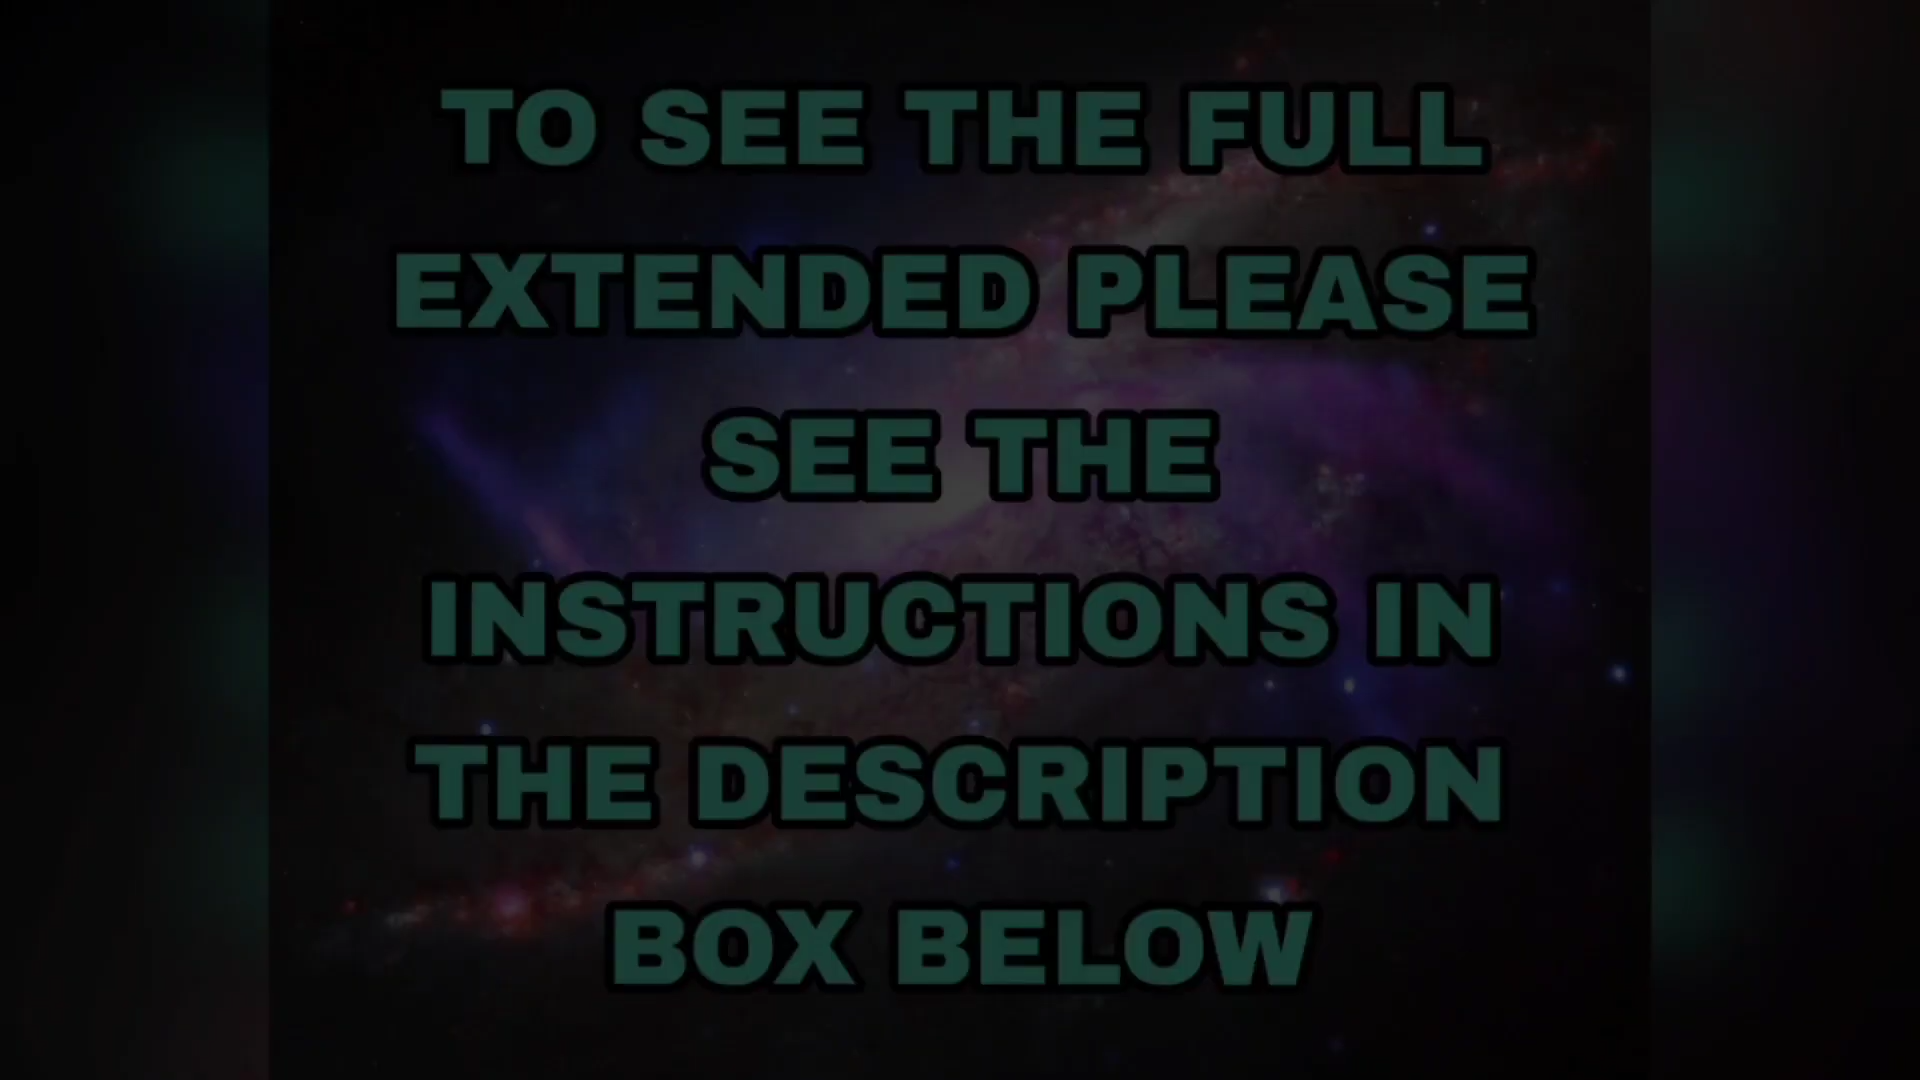 TO SEE THE FULL
EXTENDED PLEASE
SEE THE
INSTRUCTIONS IN
THE DESCRIPTION
BOX BELOW